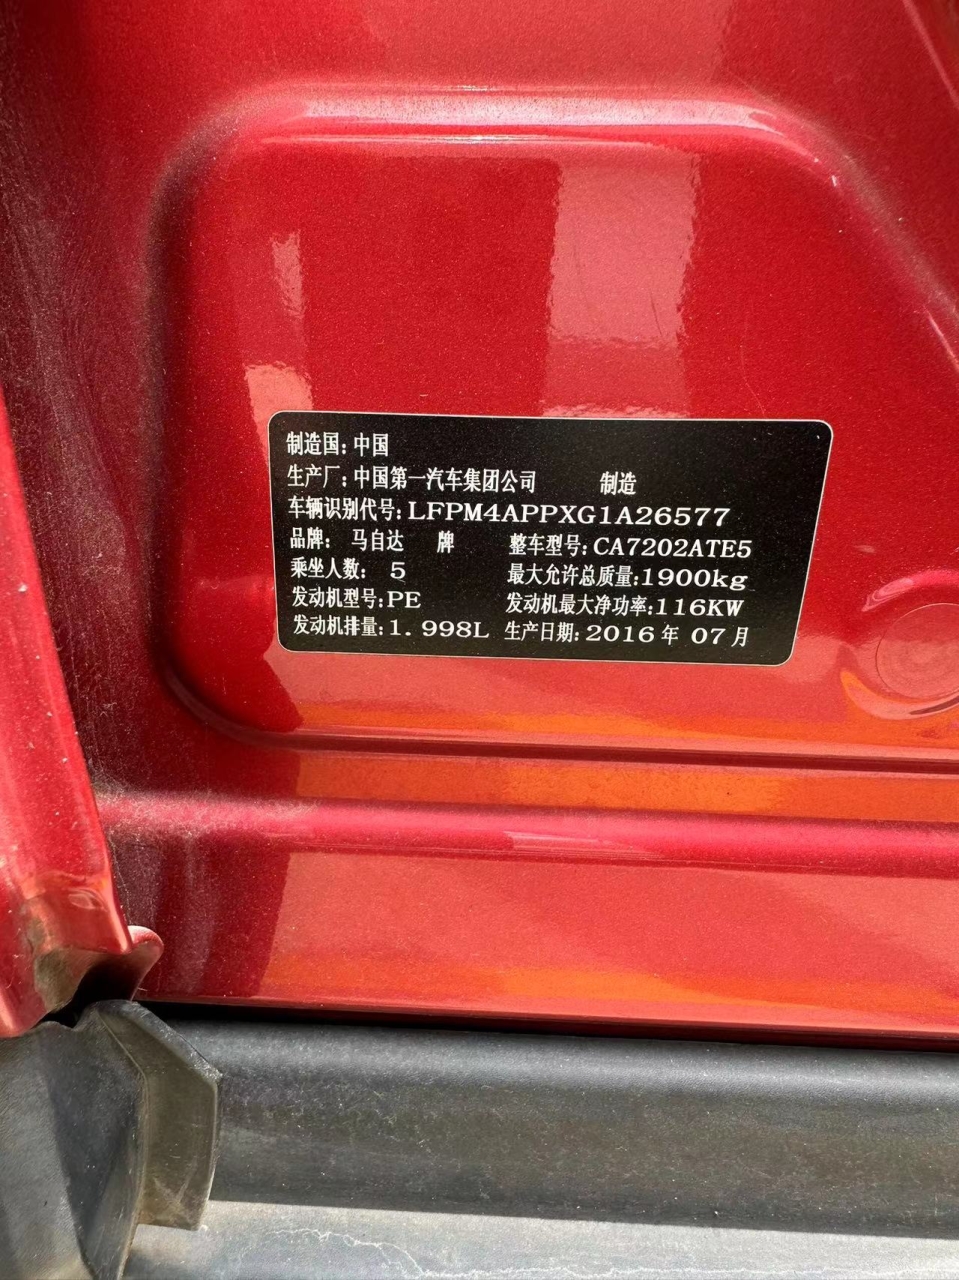 制造国: 中国
生产厂: 中国第一汽车集团公司 制造
车辆识别代号: LFPM4APPXG1A26577
品牌: 马自达 牌 整车型号: CA7202ATE5
乘坐人数: 5 最大允许总质量: 1900kg
发动机型号: PE 发动机最大净功率: 116KW
发动机排量: 1.998L 生产日期: 2016 年 07 月